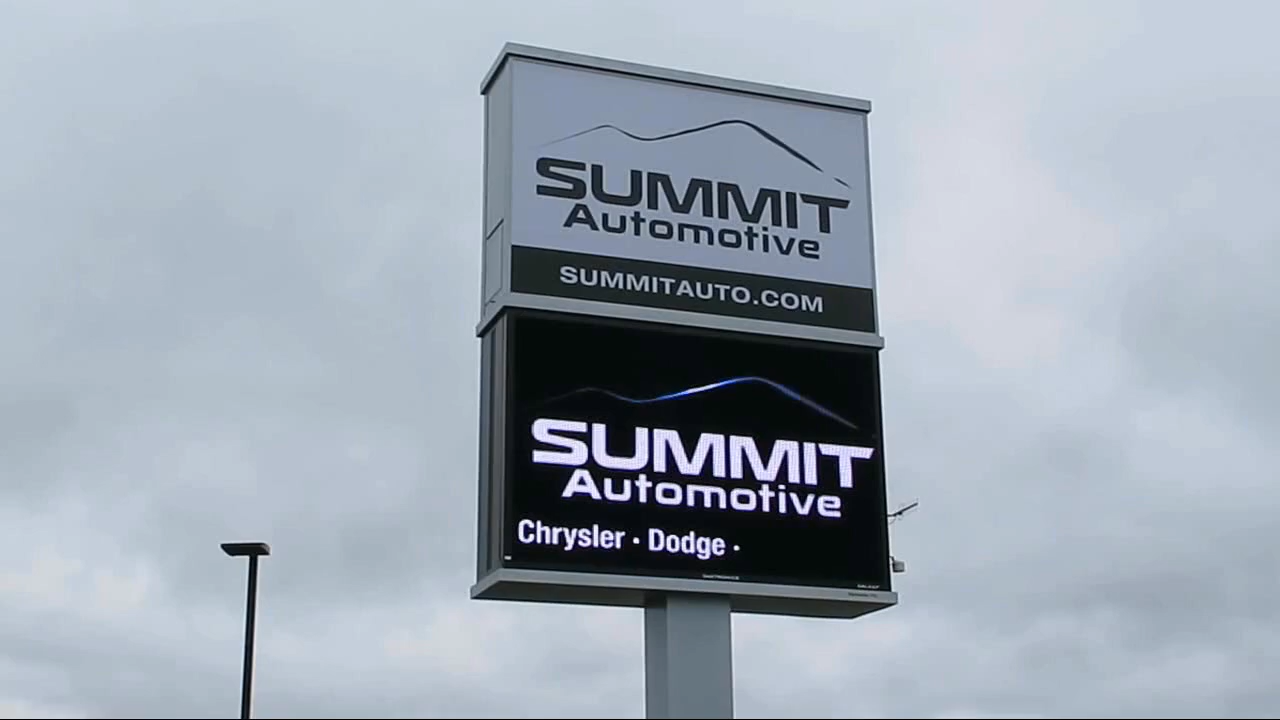 SUMMIT
Automotive
SUMMITAUTO.COM
SUMMIT
Automotive
Chrysler · Dodge ·